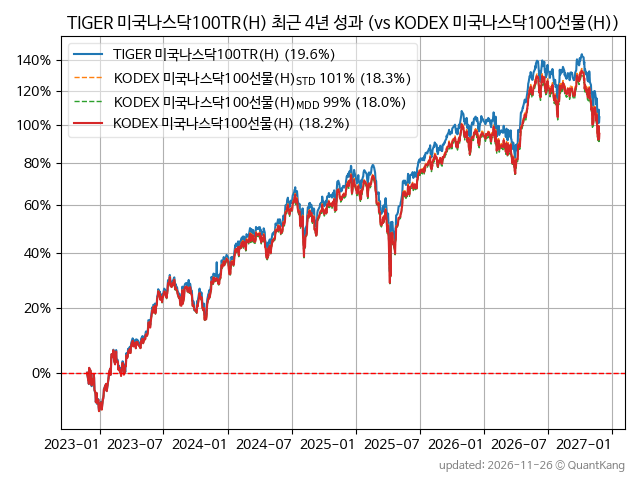 TIGER 미국나스닥100TR(H) 최근 4년 성과 (vs KODEX 미국나스닥100선물(H))
TIGER 미국나스닥100TR(H) (19.6%)
KODEX 미국나스닥100선물(H)STD 101% (18.3%)
KODEX 미국나스닥100선물(H)MDD 99% (18.0%)
KODEX 미국나스닥100선물(H) (18.2%)
140%
120%
100%
80%
60%
40%
20%
0%
2023-01 2023-07 2024-01 2024-07 2025-01 2025-07 2026-01 2026-07 2027-01
updated: 2026-11-26 © QuantKang